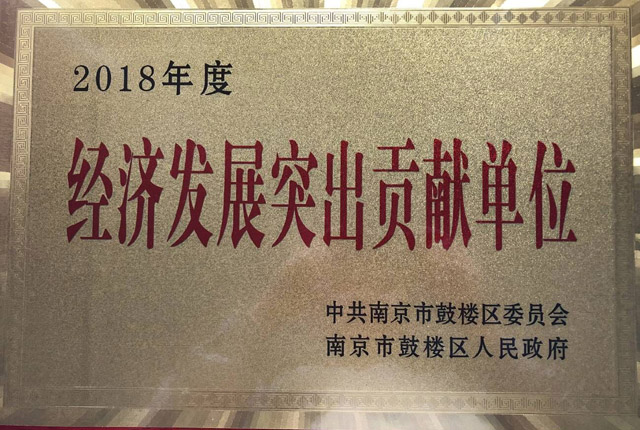 2018年度
经济发展突出贡献单位
中共南京市鼓楼区委员会
南京市鼓楼区人民政府